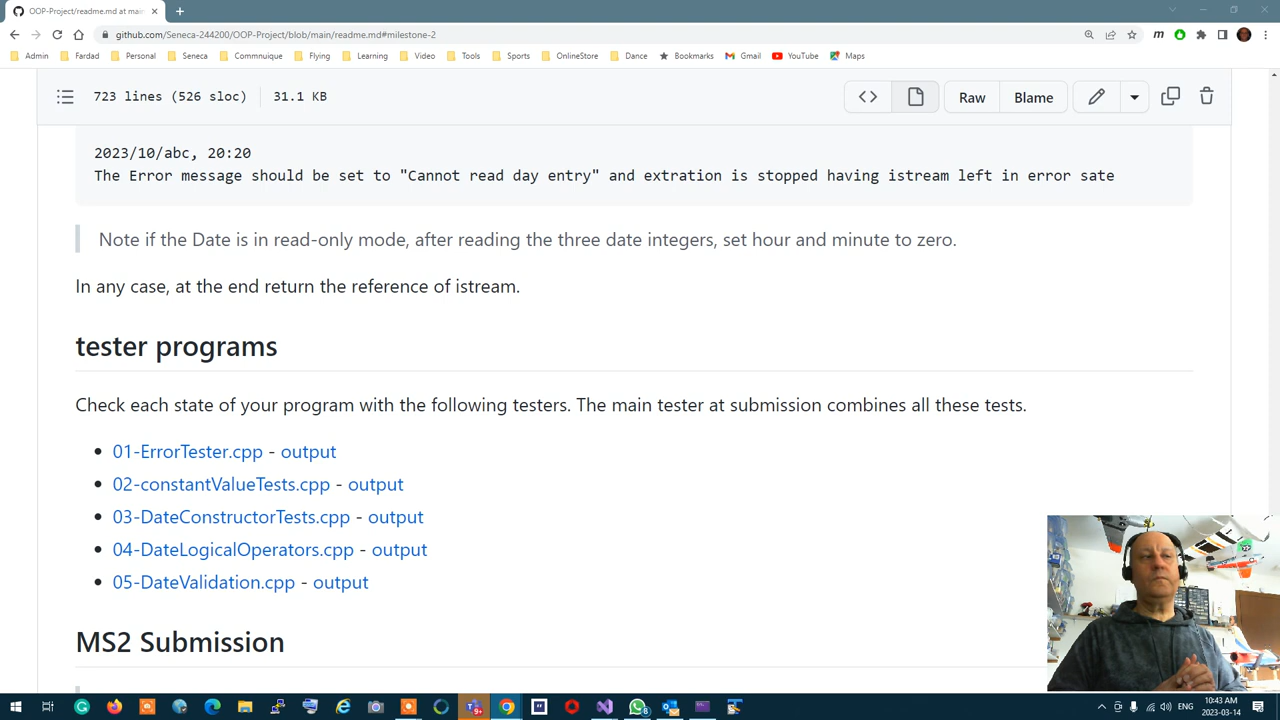 OOP-Project/readme.md at main
github.com/Seneca-244200/OOP-Project/blob/main/readme.md#milestone-2
Admin Fardad Personal Seneca Commnuique Flying Learning Video Tools Sports OnlineStore Dance Bookmarks Gmail YouTube Maps
723 lines (526 sloc) 31.1 KB Raw Blame
2023/10/abc, 20:20
The Error message should be set to "Cannot read day entry" and extration is stopped having istream left in error sate
Note if the Date is in read-only mode, after reading the three date integers, set hour and minute to zero.
In any case, at the end return the reference of istream.
tester programs
Check each state of your program with the following testers. The main tester at submission combines all these tests.
01-ErrorTester.cpp - output
02-constantValueTests.cpp - output
03-DateConstructorTests.cpp - output
04-DateLogicalOperators.cpp - output
05-DateValidation.cpp - output
MS2 Submission
ENG
10:43 AM
2023-03-14